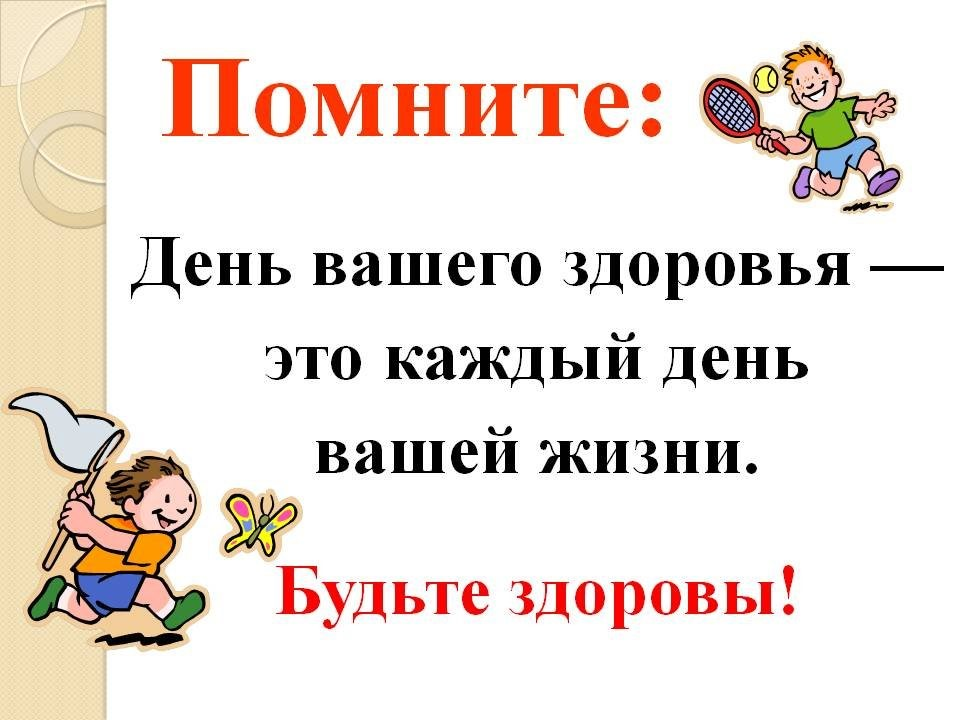 Помните:
День вашего здоровья —
это каждый день
вашей жизни.
Будьте здоровы!